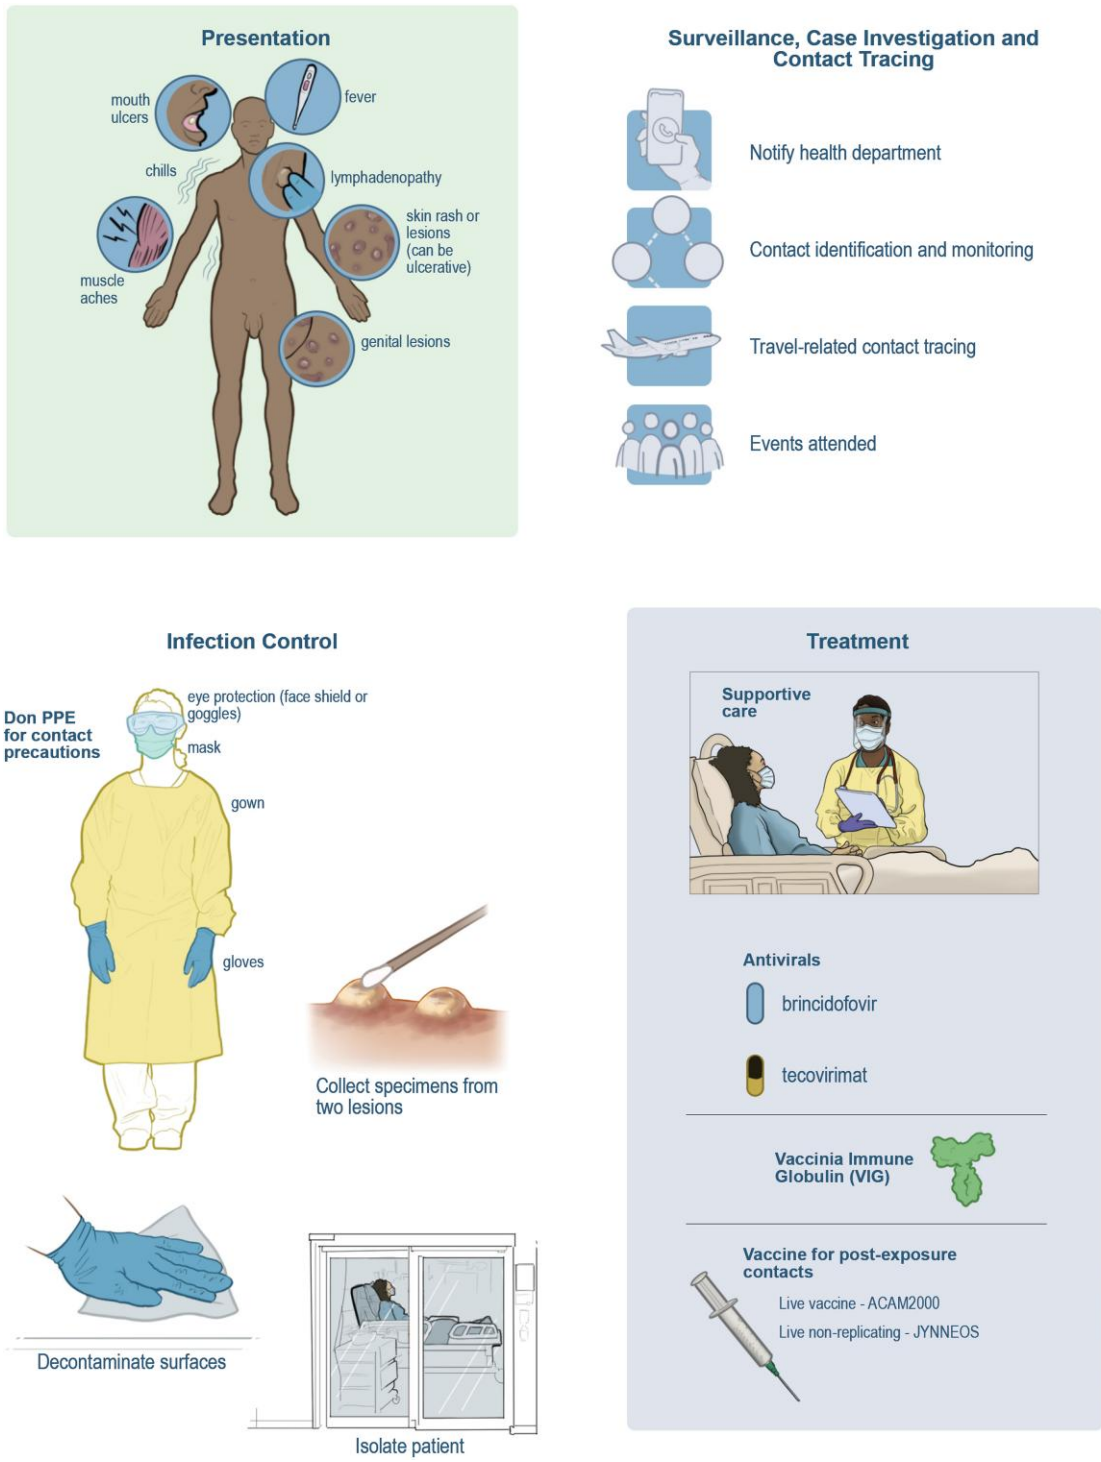 Presentation
mouth
ulcers
fever
chills
lymphadenopathy
skin rash or
lesions
(can be
ulcerative)
muscle
aches
genital lesions
Surveillance, Case Investigation and
Contact Tracing
Notify health department
Contact identification and monitoring
Travel-related contact tracing
Events attended
Infection Control
Don PPE
for contact
precautions
eye protection (face shield or
goggles)
mask
gown
gloves
Collect specimens from
two lesions
Decontaminate surfaces
Isolate patient
Treatment
Supportive
care
Antivirals
brincidofovir
tecovirimat
Vaccinia Immune
Globulin (VIG)
Vaccine for post-exposure
contacts
Live vaccine - ACAM2000
Live non-replicating - JYNNEOS